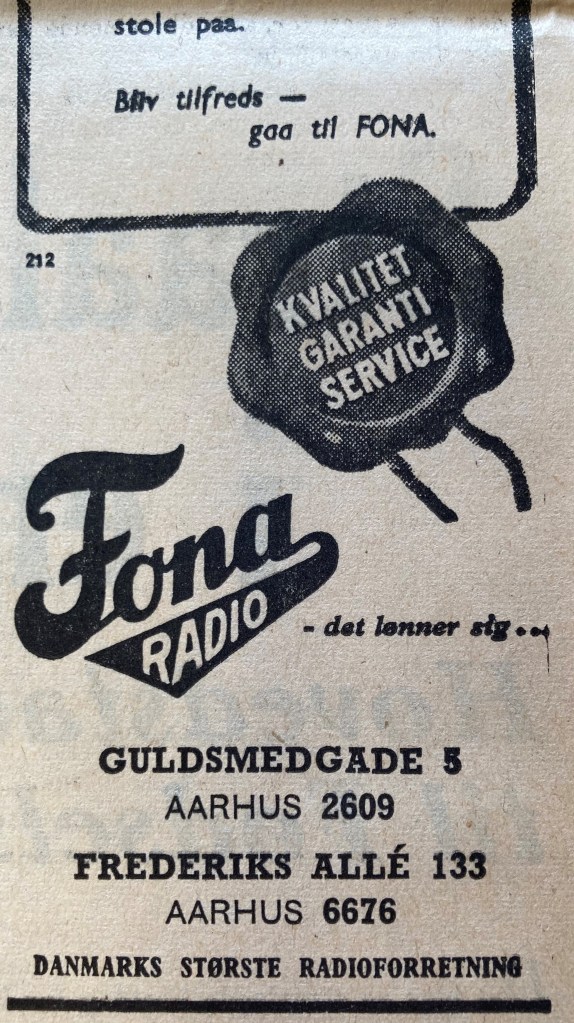 stole paa.
Bliv tilfreds —
gaa til FONA.
212
KVALITET
GARANTI
SERVICE
Fona
RADIO
- det lønner sig...
GULDSMEDGADE 5
AARHUS 2609
FREDERIKS ALLÉ 133
AARHUS 6676
DANMARKS STØRSTE RADIOFORRETNING